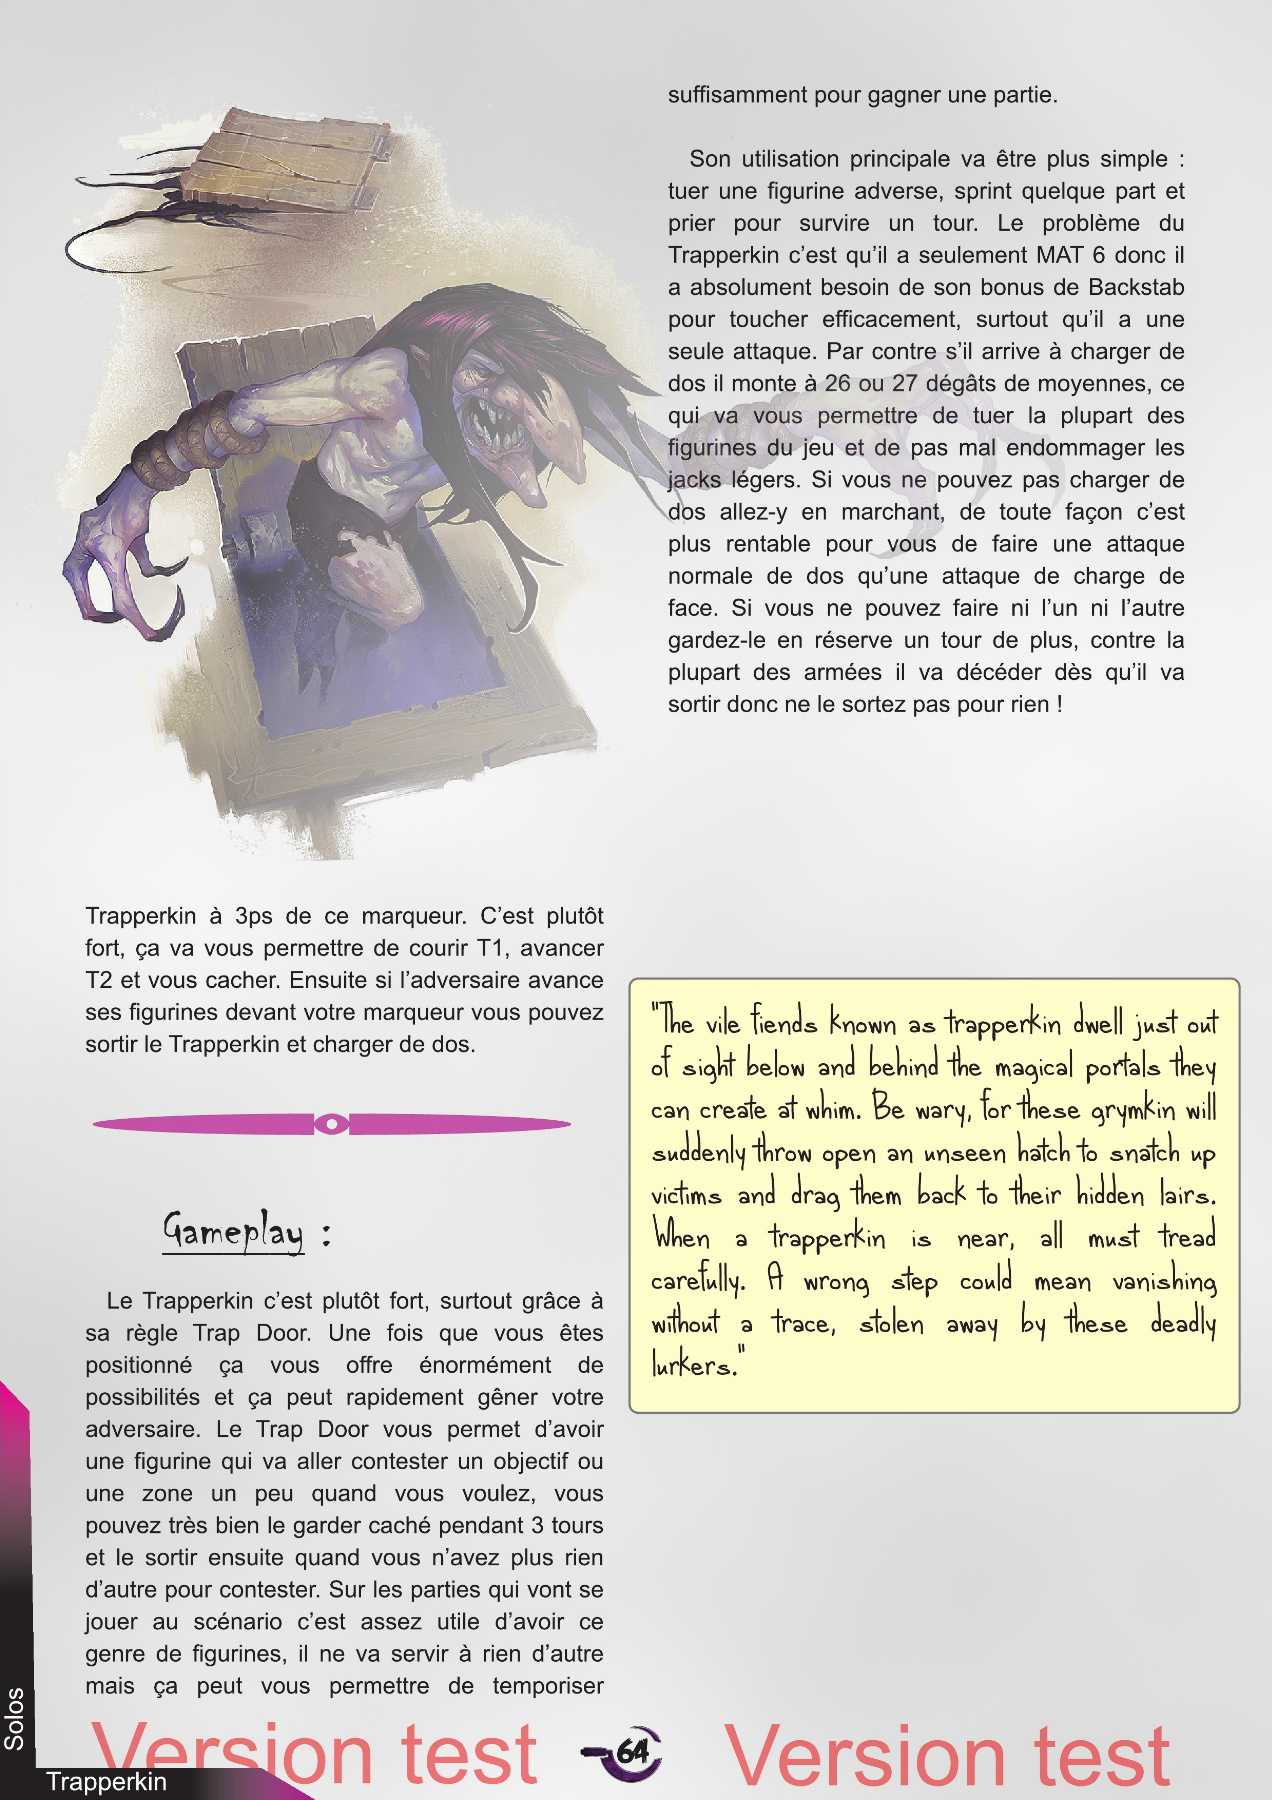 Trapperkin à 3ps de ce marqueur. C’est plutôt
fort, ça va vous permettre de courir T1, avancer
T2 et vous cacher. Ensuite si l’adversaire avance
ses figurines devant votre marqueur vous pouvez
sortir le Trapperkin et charger de dos.
Gameplay :
Le Trapperkin c’est plutôt fort, surtout grâce à
sa règle Trap Door. Une fois que vous êtes
positionné ça vous offre énormément de
possibilités et ça peut rapidement gêner votre
adversaire. Le Trap Door vous permet d’avoir
une figurine qui va aller contester un objectif ou
une zone un peu quand vous voulez, vous
pouvez très bien le garder caché pendant 3 tours
et le sortir ensuite quand vous n’avez plus rien
d’autre pour contester. Sur les parties qui vont se
jouer au scénario c’est assez utile d’avoir ce
genre de figurines, il ne va servir à rien d’autre
mais ça peut vous permettre de temporiser
suffisamment pour gagner une partie.
Son utilisation principale va être plus simple :
tuer une figurine adverse, sprint quelque part et
prier pour survire un tour. Le problème du
Trapperkin c’est qu’il a seulement MAT 6 donc il
a absolument besoin de son bonus de Backstab
pour toucher efficacement, surtout qu’il a une
seule attaque. Par contre s’il arrive à charger de
dos il monte à 26 ou 27 dégâts de moyennes, ce
qui va vous permettre de tuer la plupart des
figurines du jeu et de pas mal endommager les
jacks légers. Si vous ne pouvez pas charger de
dos allez-y en marchant, de toute façon c’est
plus rentable pour vous de faire une attaque
normale de dos qu’une attaque de charge de
face. Si vous ne pouvez faire ni l’un ni l’autre
gardez-le en réserve un tour de plus, contre la
plupart des armées il va décéder dès qu’il va
sortir donc ne le sortez pas pour rien !
"The vile fiends known as trapperkin dwell just out
of sight below and behind the magical portals they
can create at whim. Be wary, for these grymkin will
suddenly throw open an unseen hatch to snatch up
victims and drag them back to their hidden lairs.
When a trapperkin is near, all must tread
carefully. A wrong step could mean vanishing
without a trace, stolen away by these deadly
lurkers."
Solos
Trapperkin
Version test
64
Version test